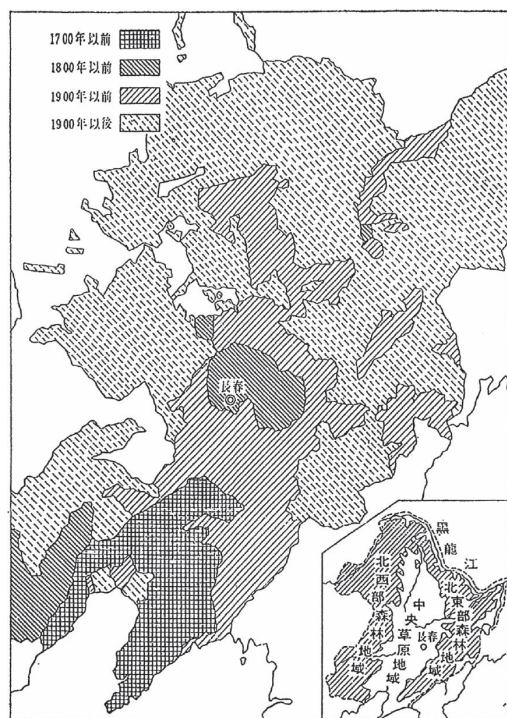 1700年以前
1800年以前
1900年以前
1900年以後
長春
黒龍江
北西部森林地域
中央草原地域
北東部森林地域
長春